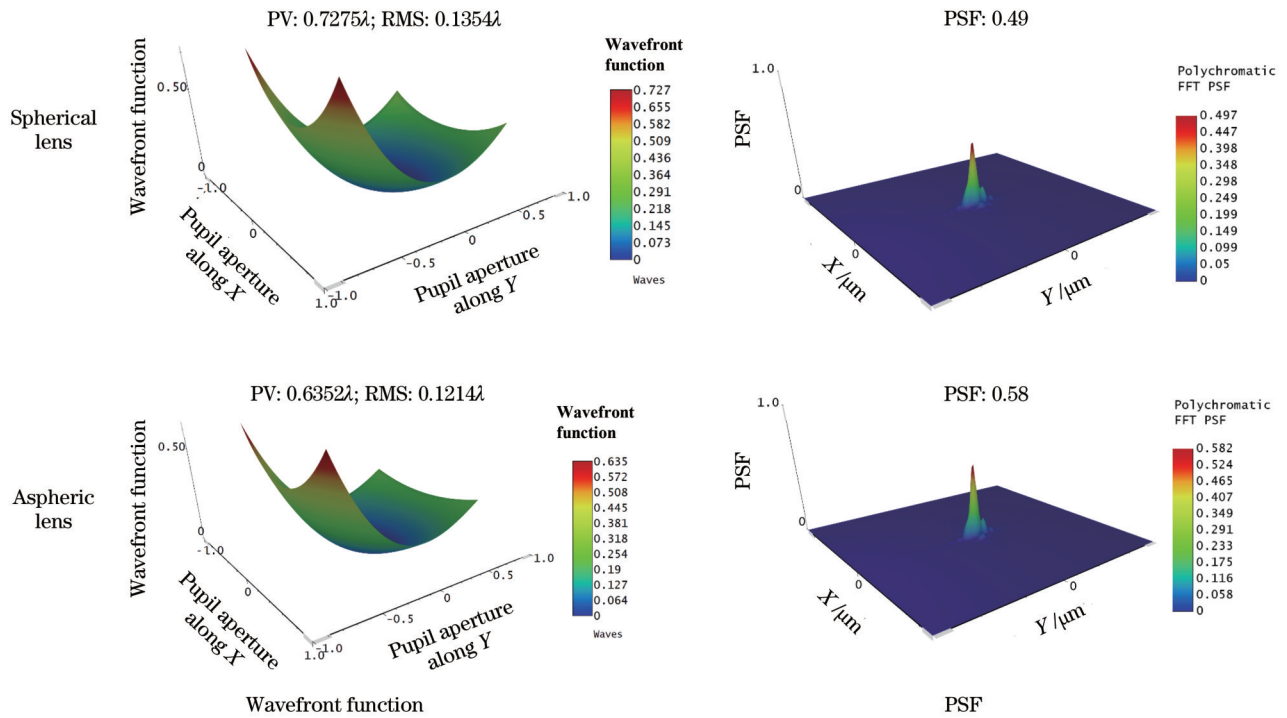 PV: 0.7275λ; RMS: 0.1354λ
Spherical
lens
Wavefront function
0.50
0
-1.0
0
1.0
Pupil aperture
along X
-1.0
-0.5
0
0.5
1.0
Pupil aperture
along Y
Wavefront
function
0.727
0.655
0.582
0.509
0.436
0.364
0.291
0.218
0.145
0.073
0
Waves
PSF: 0.49
PSF
1.0
0
0
X /μm
0
Y /μm
Polychromatic
FFT PSF
0.497
0.447
0.398
0.348
0.298
0.249
0.199
0.149
0.099
0.05
0
PV: 0.6352λ; RMS: 0.1214λ
Aspheric
lens
Wavefront function
0.50
0
-1.0
0
1.0
Pupil aperture
along X
-1.0
-0.5
0
0.5
1.0
Pupil aperture
along Y
Wavefront
function
0.635
0.572
0.508
0.445
0.381
0.318
0.254
0.19
0.127
0.064
0
Waves
PSF: 0.58
PSF
1.0
0
0
X /μm
0
Y /μm
Polychromatic
FFT PSF
0.582
0.524
0.465
0.407
0.349
0.291
0.233
0.175
0.116
0.058
0
Wavefront function
PSF